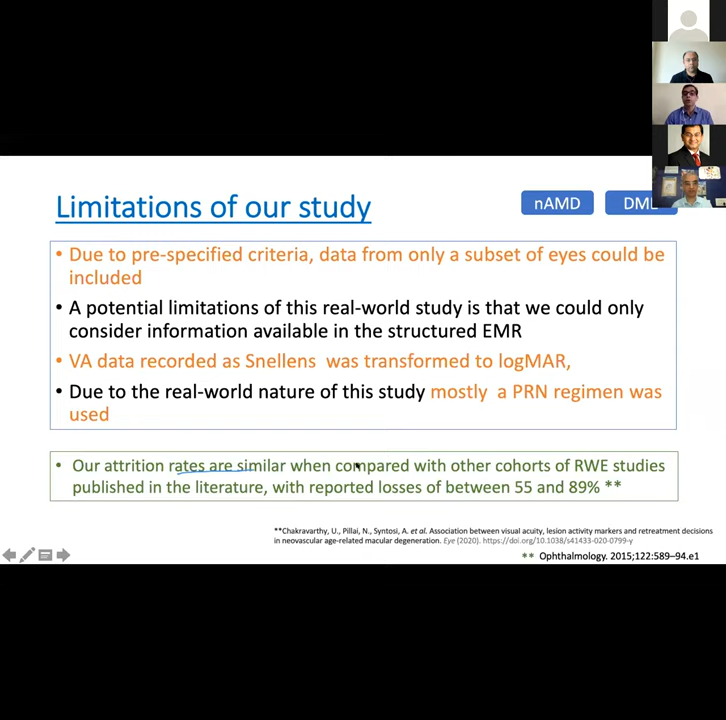 Limitations of our study
nAMD
DME
• Due to pre-specified criteria, data from only a subset of eyes could be
included
• A potential limitations of this real-world study is that we could only
consider information available in the structured EMR
• VA data recorded as Snellens was transformed to logMAR,
• Due to the real-world nature of this study mostly a PRN regimen was
used
• Our attrition rates are similar when compared with other cohorts of RWE studies
published in the literature, with reported losses of between 55 and 89% **
**Chakravarthy, U., Pillai, N., Syntosi, A. et al. Association between visual acuity, lesion activity markers and retreatment decisions
in neovascular age-related macular degeneration. Eye (2020). https://doi.org/10.1038/s41433-020-0799-y
** Ophthalmology. 2015;122:589–94.e1